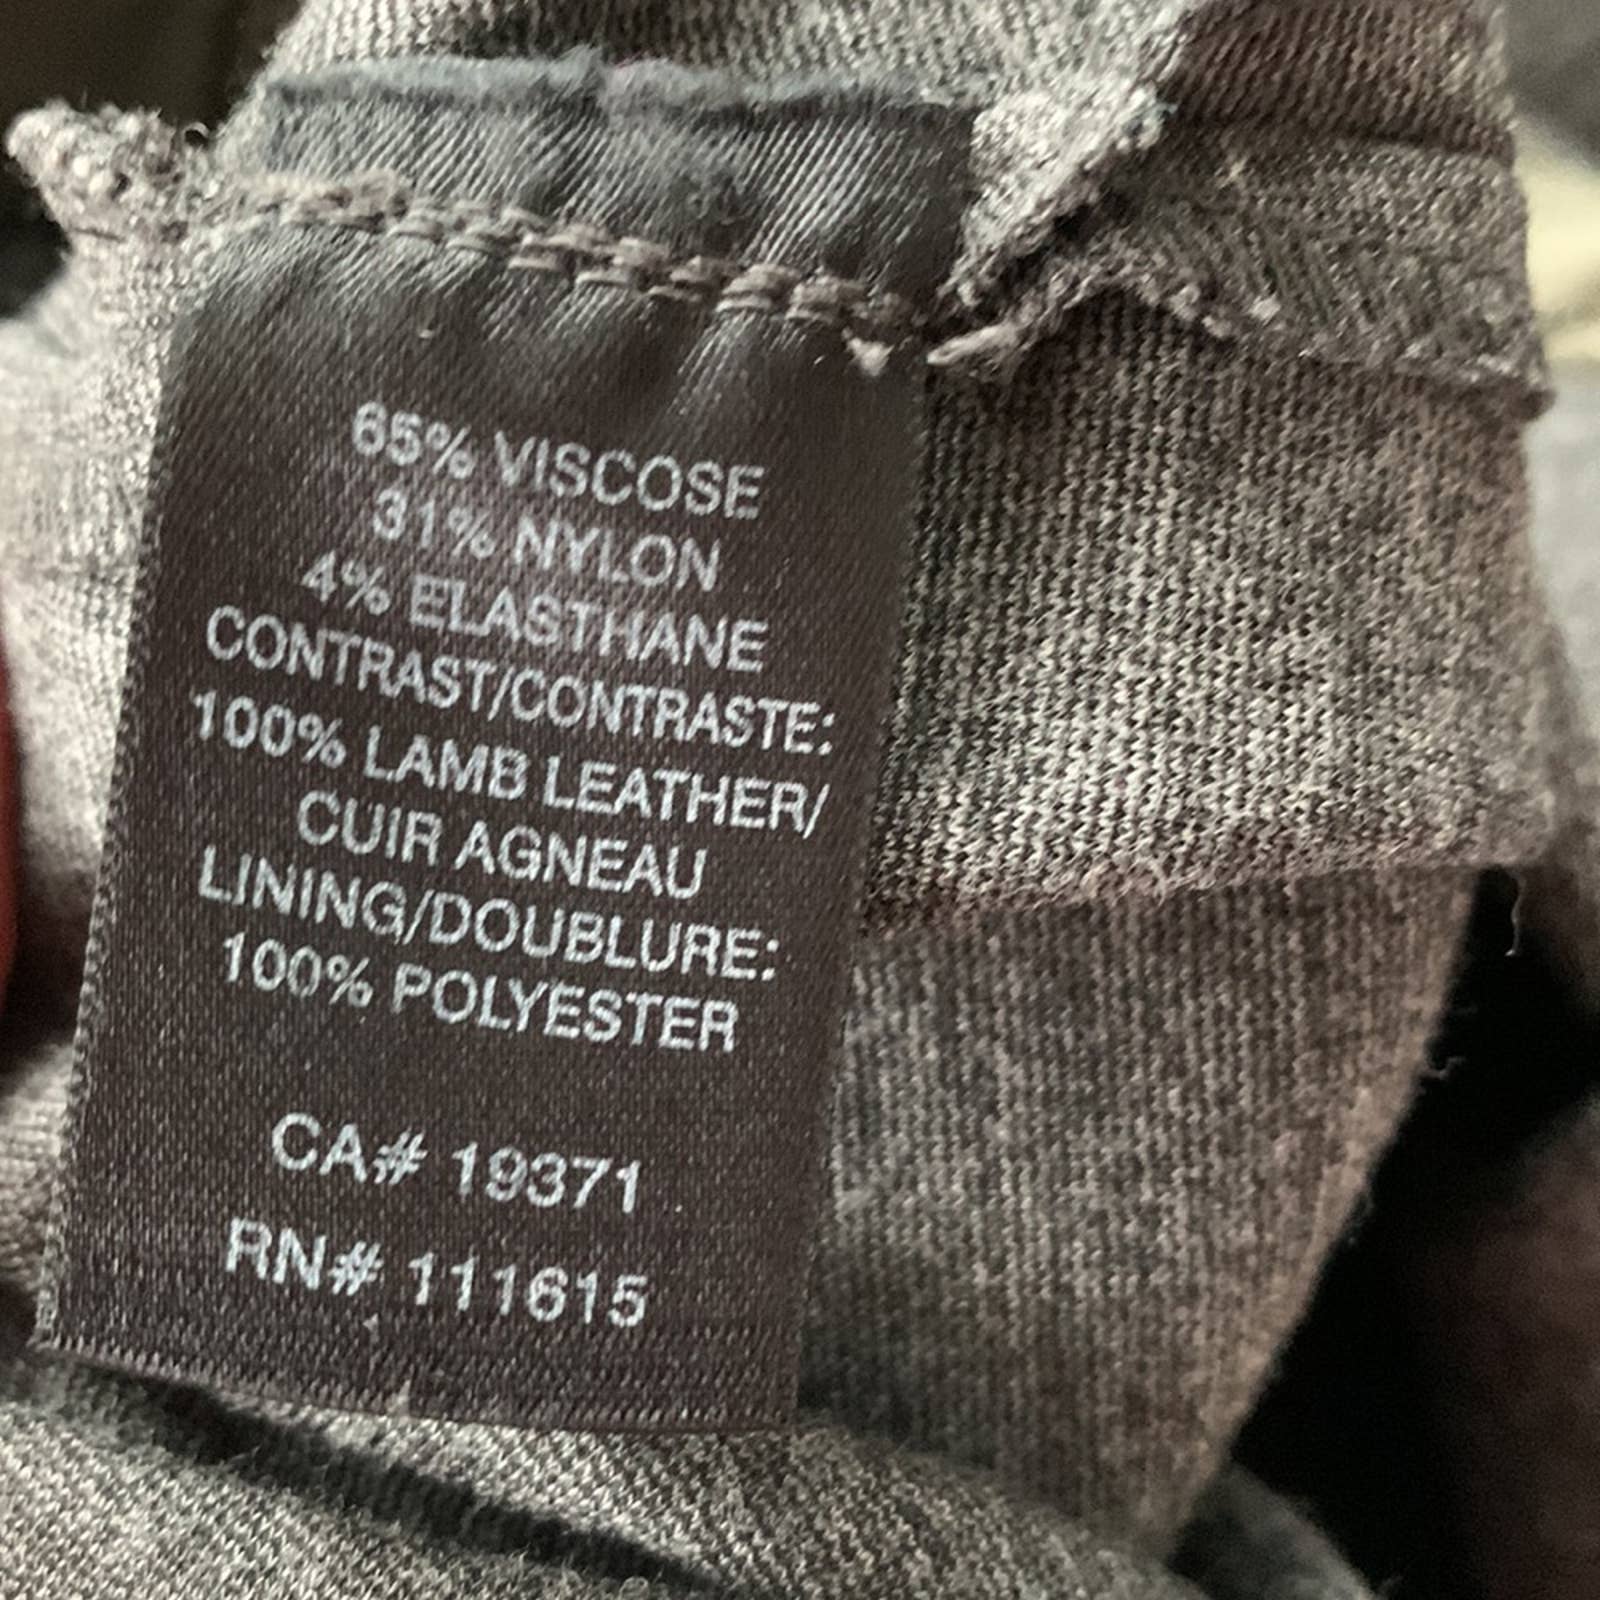 65% VISCOSE
31% NYLON
4% ELASTHANE
CONTRAST/CONTRASTE:
100% LAMB LEATHER/
CUIR AGNEAU
LINING/DOUBLURE:
100% POLYESTER
CA# 19371
RN# 111615